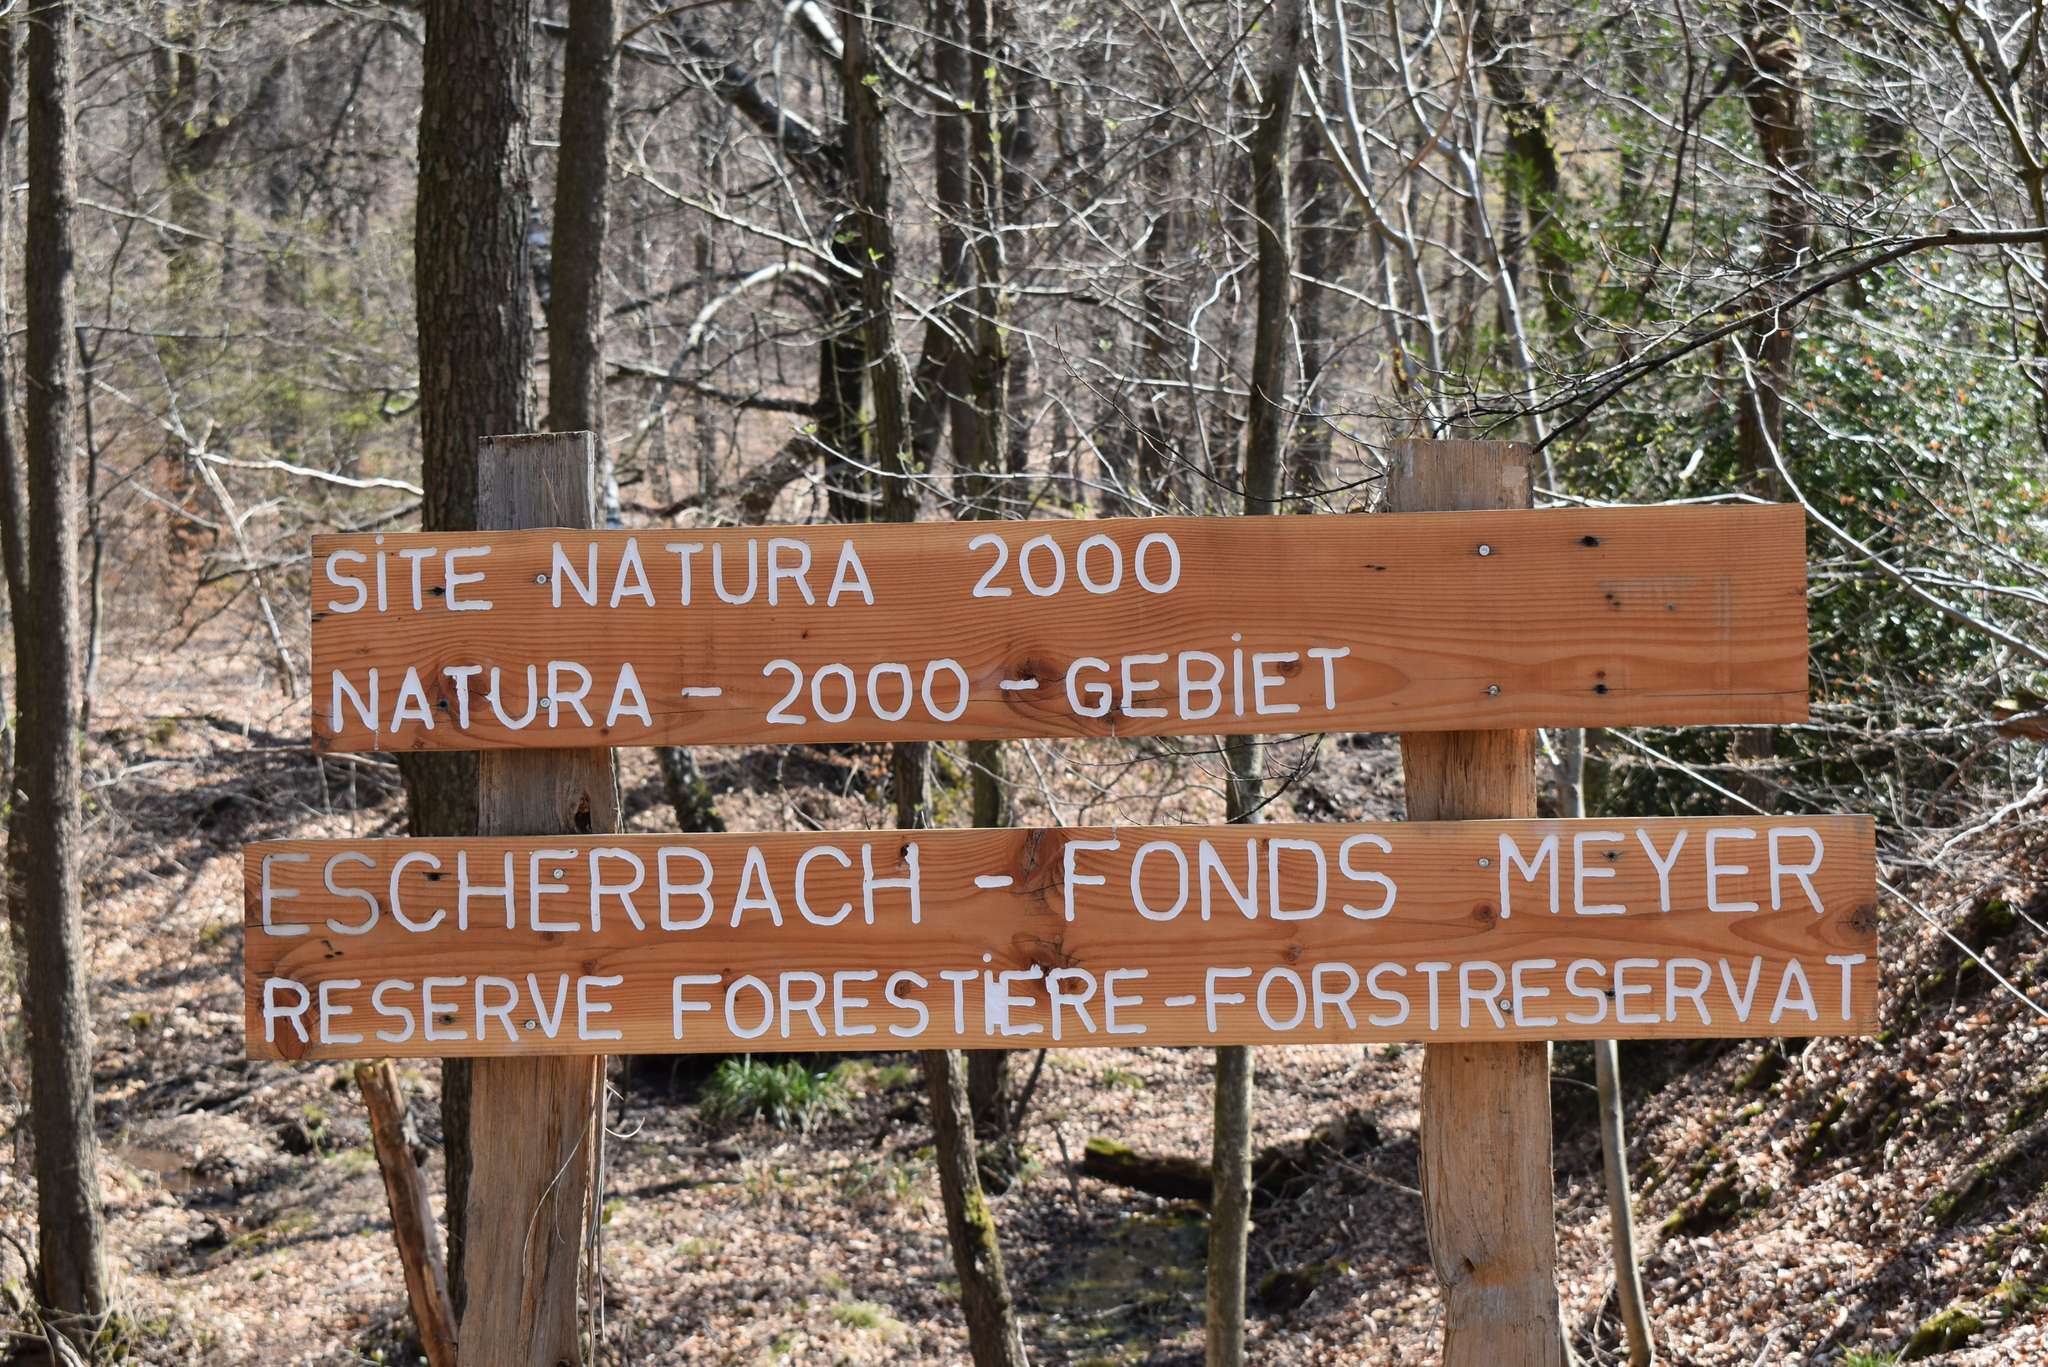 SiTE NATURA 2000
NATURA - 2000 - GEBiET
ESCHERBACH - FONDS MEYER
RESERVE FORESTiERE - FORSTRESERVAT